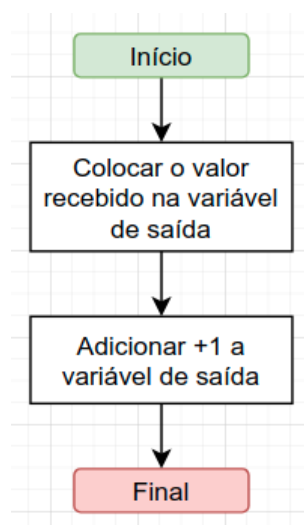 Início
Colocar o valor
recebido na variável
de saída
Adicionar +1 a
variável de saída
Final